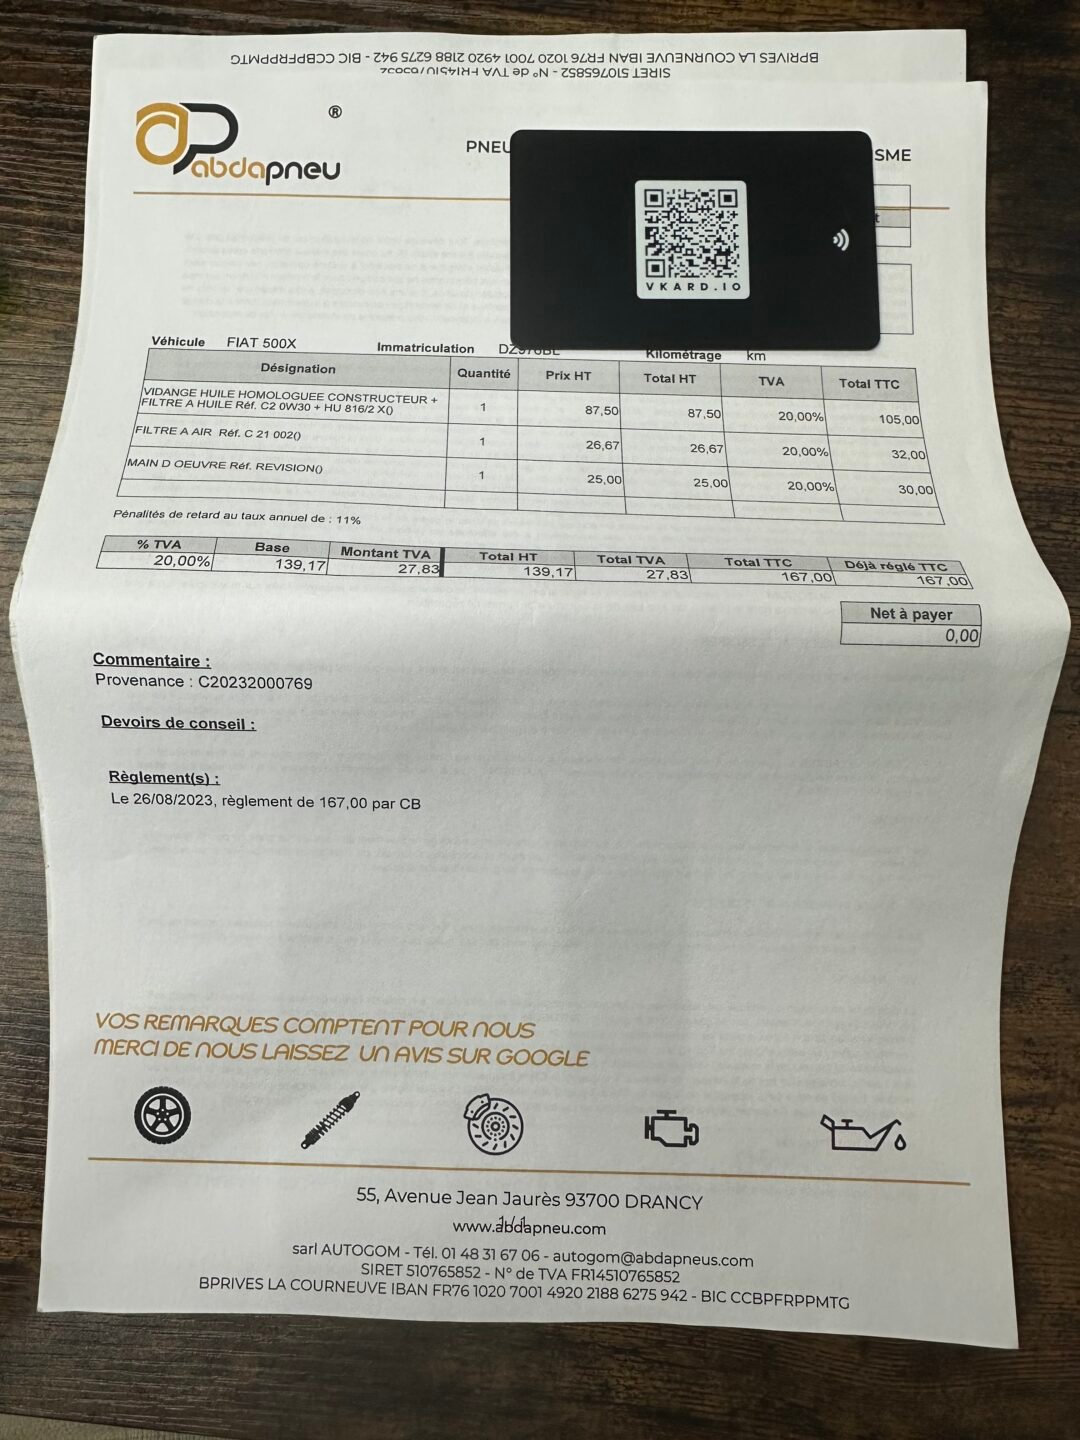 BPRIVES LA COURNEUVE IBAN FR76 1020 7001 4920 2188 6275 942 - BIC CCBPFRPPMTG
SIRET 510765852 - N° de TVA FR14510765852
®
abdapneu
PNEU
SME
t
VKARD.IO
Véhicule FIAT 500X Immatriculation DZ976BL Kilométrage km
Désignation Quantité Prix HT Total HT TVA Total TTC
VIDANGE HUILE HOMOLOGUEE CONSTRUCTEUR +
FILTRE A HUILE Réf. C2 0W30 + HU 816/2 X() 1 87,50 87,50 20,00% 105,00
FILTRE A AIR Réf. C 21 002() 1 26,67 26,67 20,00% 32,00
MAIN D OEUVRE Réf. REVISION() 1 25,00 25,00 20,00% 30,00
Pénalités de retard au taux annuel de : 11%
% TVA Base Montant TVA Total HT Total TVA Total TTC Déjà réglé TTC
20,00% 139,17 27,83 139,17 27,83 167,00 167,00
Net à payer
0,00
Commentaire :
Provenance : C20232000769
Devoirs de conseil :
Règlement(s) :
Le 26/08/2023, règlement de 167,00 par CB
VOS REMARQUES COMPTENT POUR NOUS
MERCI DE NOUS LAISSEZ UN AVIS SUR GOOGLE
55, Avenue Jean Jaurès 93700 DRANCY
www.abdapneu.com
1/1
sarl AUTOGOM - Tél. 01 48 31 67 06 - autogom@abdapneus.com
SIRET 510765852 - N° de TVA FR14510765852
BPRIVES LA COURNEUVE IBAN FR76 1020 7001 4920 2188 6275 942 - BIC CCBPFRPPMTG